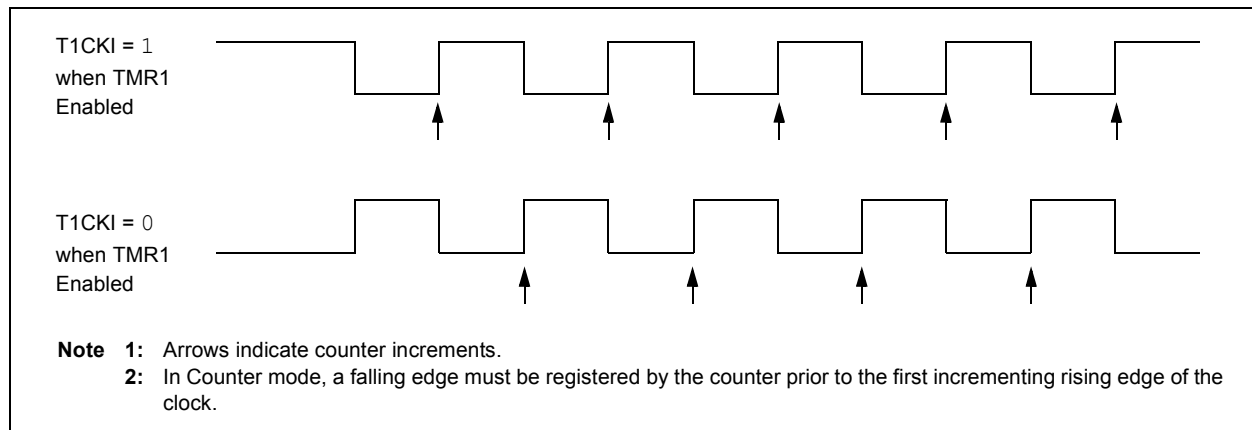 T1CKI = 1
when TMR1
Enabled
T1CKI = 0
when TMR1
Enabled
Note 1: Arrows indicate counter increments.
2: In Counter mode, a falling edge must be registered by the counter prior to the first incrementing rising edge of the
clock.